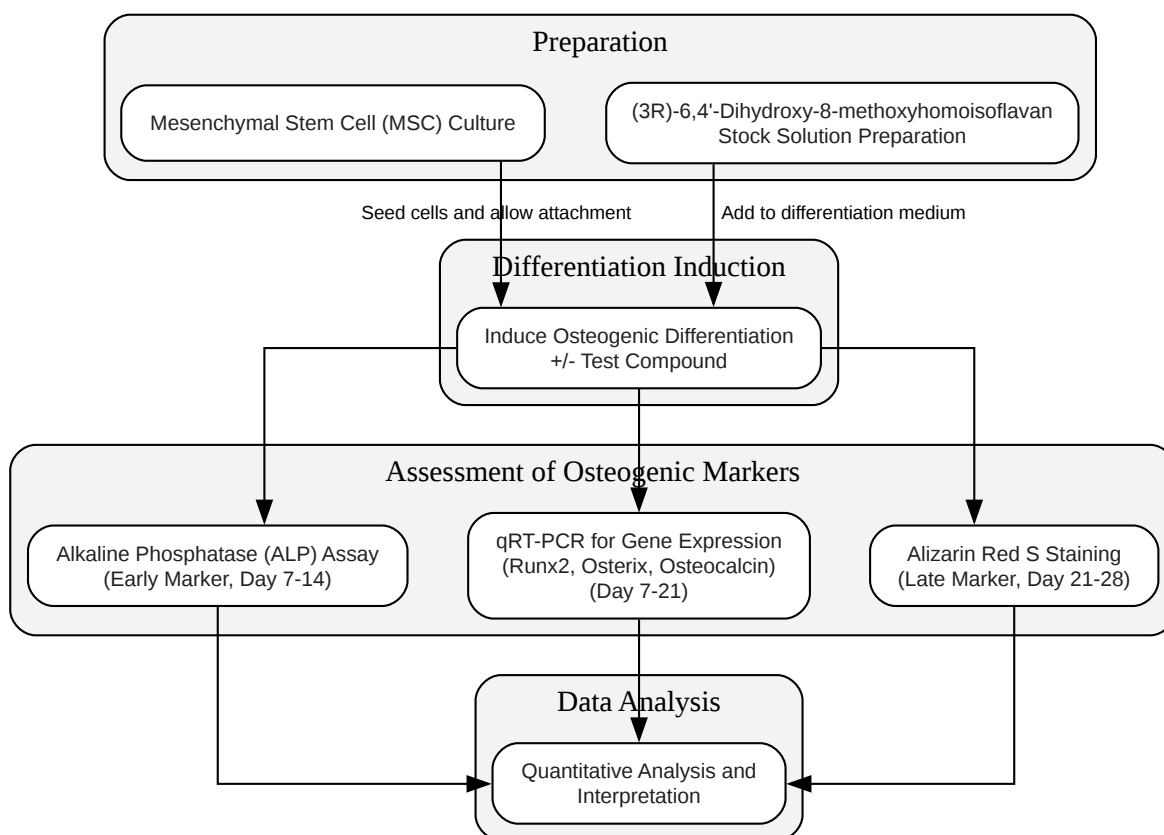 Preparation
Mesenchymal Stem Cell (MSC) Culture
(3R)-6,4'-Dihydroxy-8-methoxyhomoisoflavan
Stock Solution Preparation
Seed cells and allow attachment
Add to differentiation medium
Differentiation Induction
Induce Osteogenic Differentiation
+/- Test Compound
Assessment of Osteogenic Markers
Alkaline Phosphatase (ALP) Assay
(Early Marker, Day 7-14)
qRT-PCR for Gene Expression
(Runx2, Osterix, Osteocalcin)
(Day 7-21)
Alizarin Red S Staining
(Late Marker, Day 21-28)
Data Analysis
Quantitative Analysis and
Interpretation